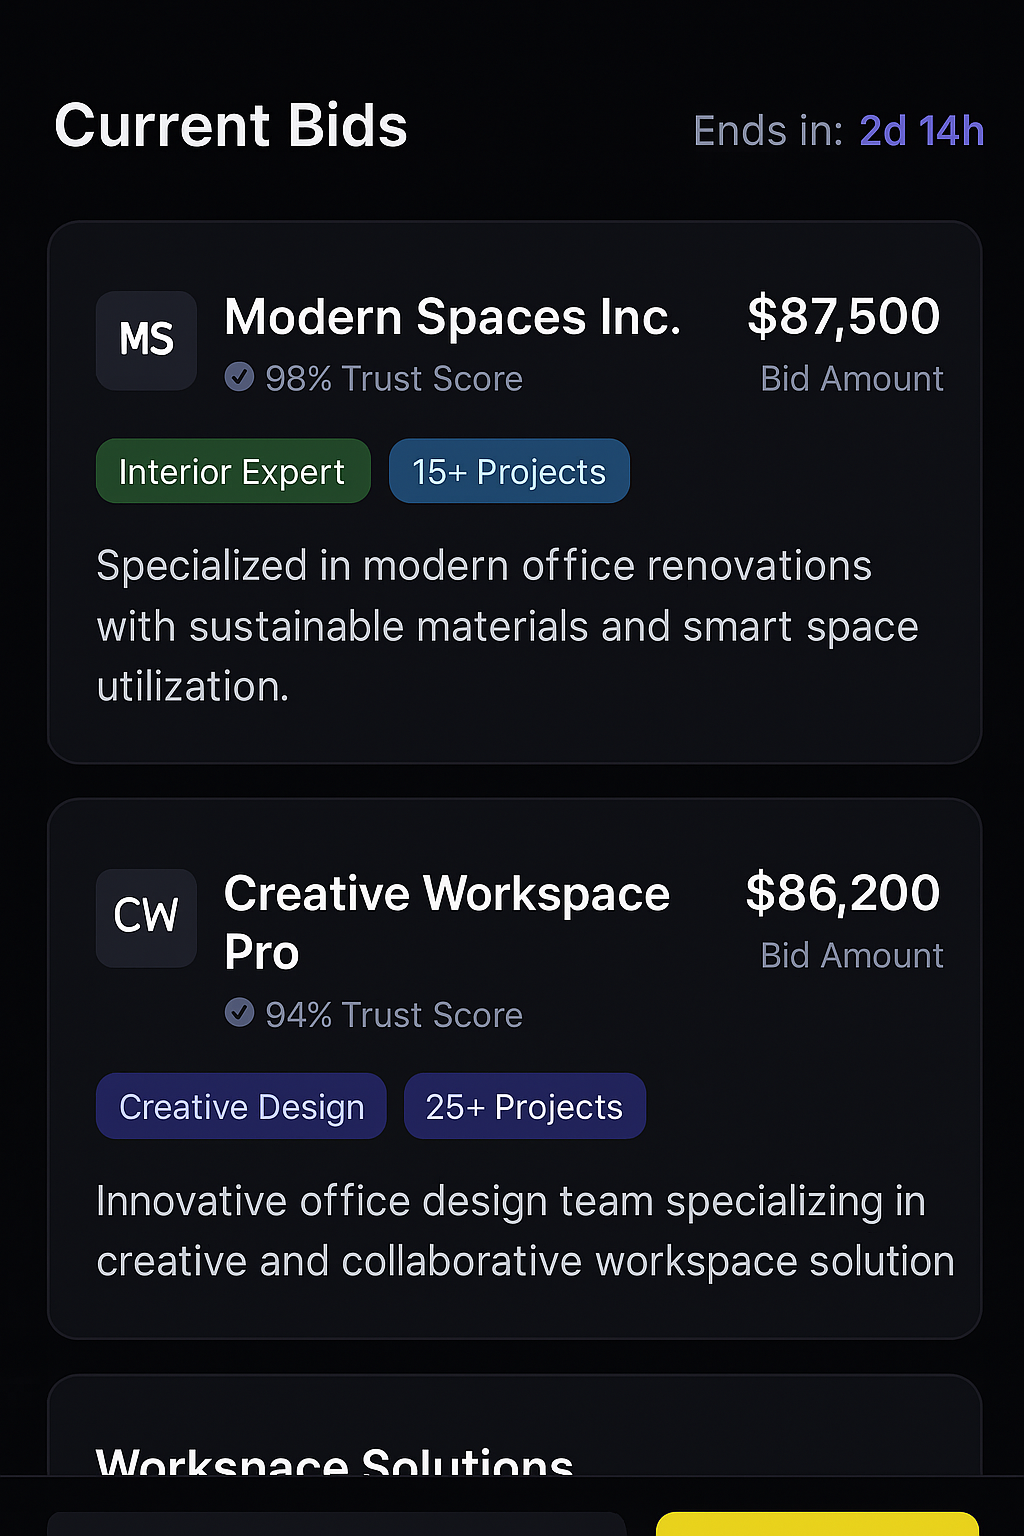 Current Bids
Ends in: 2d 14h
MS
Modern Spaces Inc.
$87,500
98% Trust Score
Bid Amount
Interior Expert
15+ Projects
Specialized in modern office renovations
with sustainable materials and smart space
utilization.
CW
Creative Workspace
Pro
$86,200
Bid Amount
94% Trust Score
Creative Design
25+ Projects
Innovative office design team specializing in
creative and collaborative workspace solution
Workspace Solutions